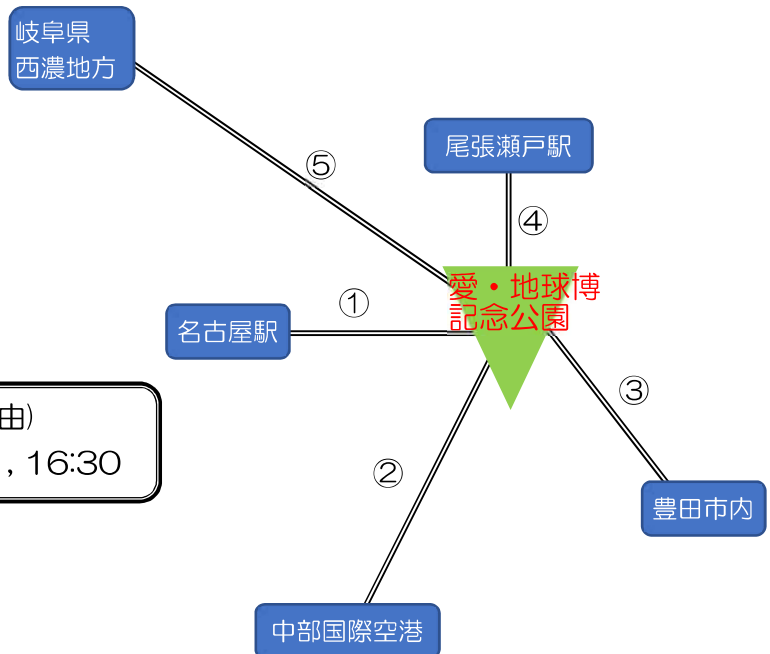 岐阜県
西濃地方
⑤
尾張瀬戸駅
④
愛・地球博
記念公園
①
名古屋駅
③
由)
, 16:30
②
豊田市内
中部国際空港